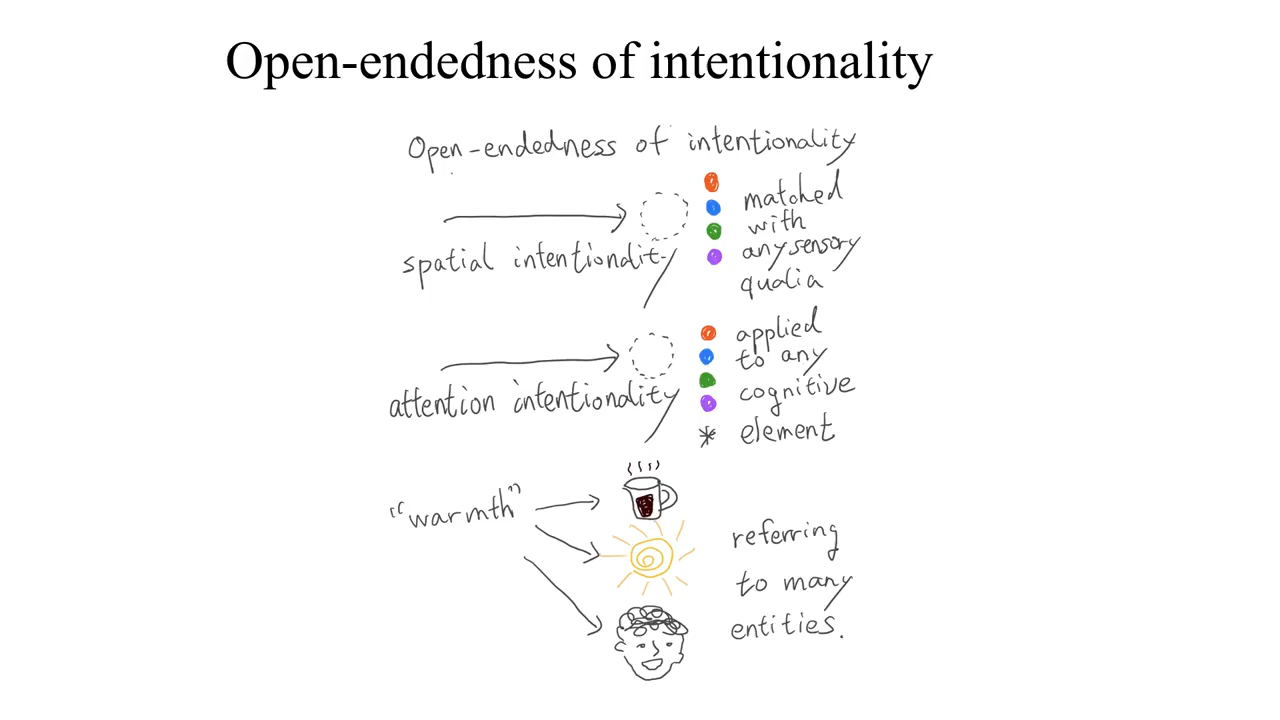 Open-endedness of intentionality
Open-endedness of intentionality
matched
with
any sensory
qualia
spatial intentionality
applied
to any
cognitive
* element
attention intentionality
"warmth"
referring
to many
entities.